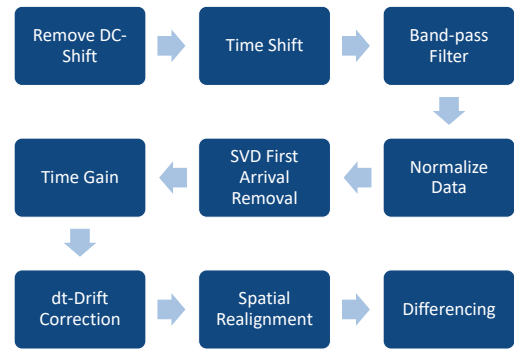 Remove DC-
Shift
Time Shift
Band-pass
Filter
Normalize
Data
SVD First
Arrival
Removal
Time Gain
dt-Drift
Correction
Spatial
Realignment
Differencing